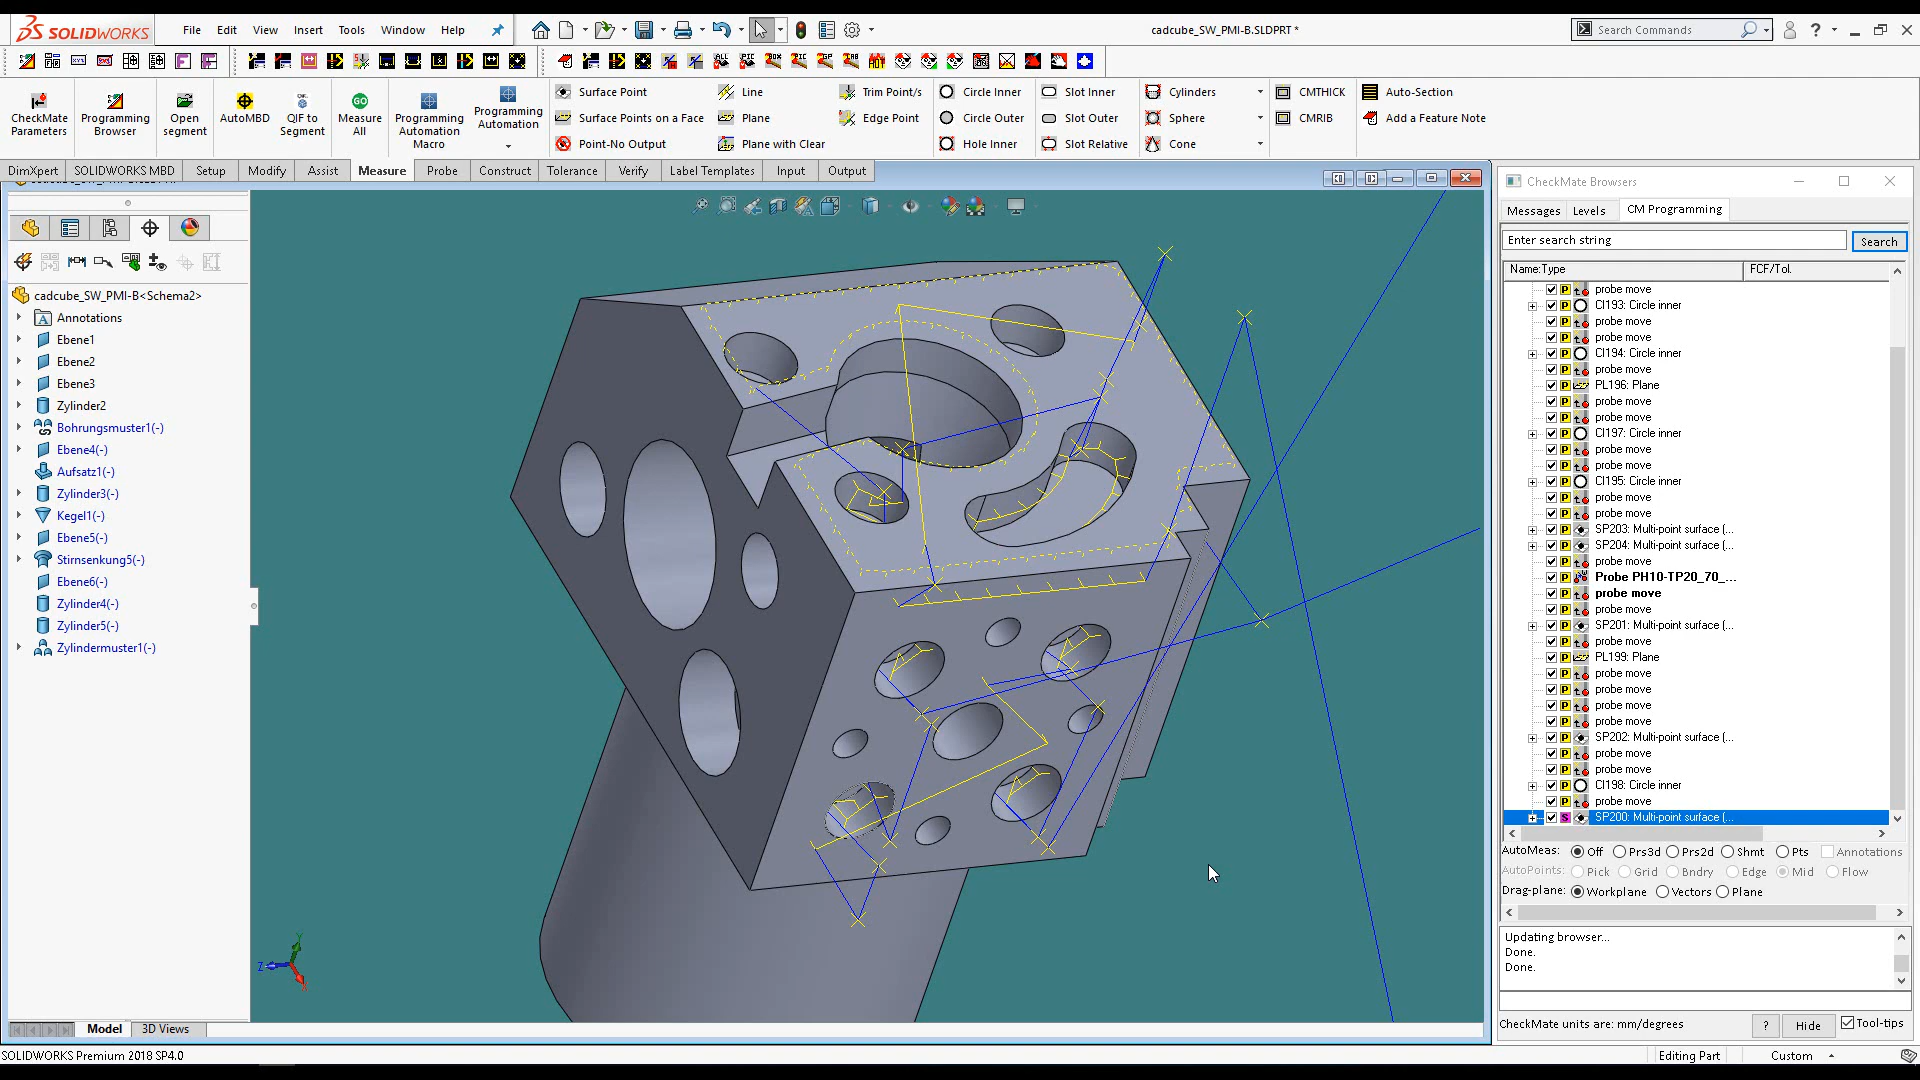 SOLIDWORKS
File Edit View Insert Tools Window Help
cadcube_SW_PMI-B.SLDPRT *
Search Commands
CheckMate Parameters
Programming Browser
Open segment
AutoMBD
QIF to Segment
Measure All
Programming Automation Macro
Programming Automation
Surface Point
Surface Points on a Face
Point-No Output
Line
Plane
Plane with Clear
Trim Point/s
Edge Point
Circle Inner
Circle Outer
Hole Inner
Slot Inner
Slot Outer
Slot Relative
Cylinders
Sphere
Cone
CMTHICK
CMRIB
Auto-Section
Add a Feature Note
DimXpert SOLIDWORKS MBD Setup Modify Assist Measure Probe Construct Tolerance Verify Label Templates Input Output
cadcube_SW_PMI-B<Schema2>
Annotations
Ebene1
Ebene2
Ebene3
Zylinder2
Bohrungsmuster1(-)
Ebene4(-)
Aufsatz1(-)
Zylinder3(-)
Kegel1(-)
Ebene5(-)
Stirnsenkung5(-)
Ebene6(-)
Zylinder4(-)
Zylinder5(-)
Zylindermuster1(-)
Y
Z
Model 3D Views
SOLIDWORKS Premium 2018 SP4.0
CheckMate Browsers
Messages Levels CM Programming
Enter search string Search
Name:Type FCF/Tol.
probe move
CI193: Circle inner
probe move
probe move
CI194: Circle inner
probe move
PL196: Plane
probe move
probe move
CI197: Circle inner
probe move
probe move
CI195: Circle inner
probe move
probe move
SP203: Multi-point surface (...
SP204: Multi-point surface (...
probe move
Probe PH10-TP20_70_...
probe move
probe move
SP201: Multi-point surface (...
probe move
PL199: Plane
probe move
probe move
probe move
probe move
SP202: Multi-point surface (...
probe move
probe move
CI198: Circle inner
probe move
SP200: Multi-point surface (...
AutoMeas: Off Prs3d Prs2d Shmt Pts Annotations
AutoPoints: Pick Grid Bndry Edge Mid Flow
Drag-plane: Workplane Vectors Plane
Updating browser...
Done.
Done.
CheckMate units are: mm/degrees ? Hide Tool-tips
Editing Part Custom